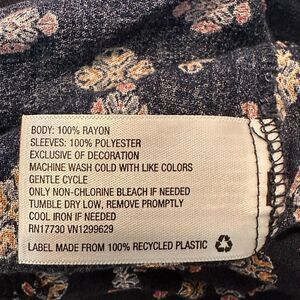 BODY: 100% RAYON
SLEEVES: 100% POLYESTER
EXCLUSIVE OF DECORATION
MACHINE WASH COLD WITH LIKE COLORS
GENTLE CYCLE
ONLY NON-CHLORINE BLEACH IF NEEDED
TUMBLE DRY LOW, REMOVE PROMPTLY
COOL IRON IF NEEDED
RN17730 VN1299629
LABEL MADE FROM 100% RECYCLED PLASTIC